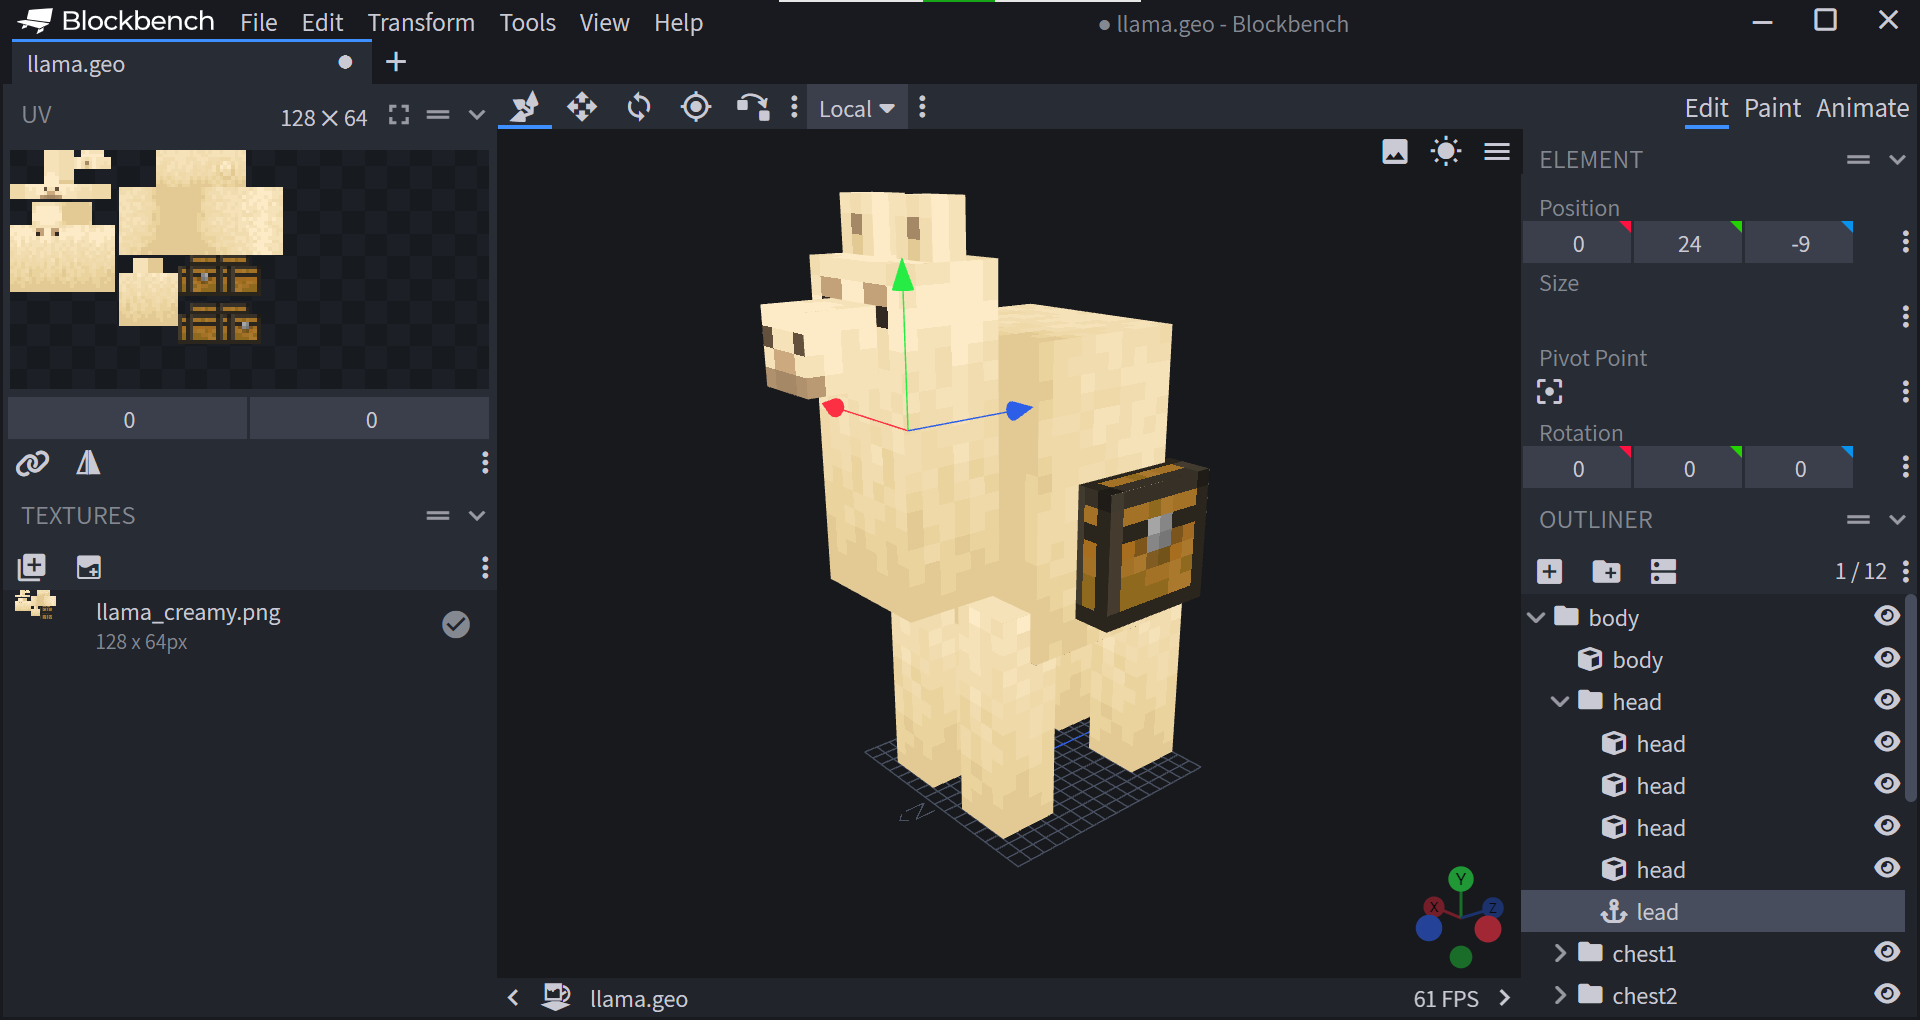 Blockbench File Edit Transform Tools View Help
● llama.geo - Blockbench
llama.geo
UV 128 × 64
Local
Edit Paint Animate
ELEMENT
Position
0 24 -9
Size
Pivot Point
Rotation
0 0 0
0 0
TEXTURES
llama_creamy.png
128 x 64px
OUTLINER
1 / 12
body
body
head
head
head
head
head
lead
chest1
chest2
Y
X
Z
N
llama.geo
61 FPS